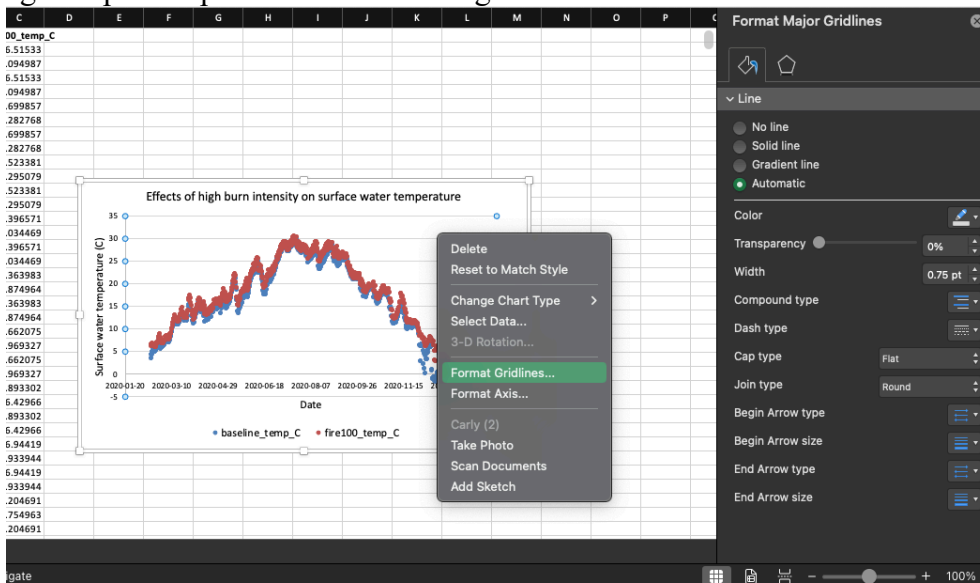 C D E F G H I J K L M N O P
00_temp_C
6.51533
.094987
6.51533
.094987
.699857
.282768
.699857
.282768
.523381
.295079
.523381
.295079
.396571
.034469
.396571
.034469
.363983
.874964
.363983
.874964
.662075
.969327
.662075
.969327
.893302
6.42966
.893302
6.42966
6.94419
.933944
6.94419
.933944
.204691
.754963
.204691
Effects of high burn intensity on surface water temperature
Surface water temperature (C)
35
30
25
20
15
10
5
0
-5
2020-01-20 2020-03-10 2020-04-29 2020-06-18 2020-08-07 2020-09-26 2020-11-15
Date
baseline_temp_C fire100_temp_C
Delete
Reset to Match Style
Change Chart Type
Select Data...
3-D Rotation...
Format Gridlines...
Format Axis...
Carly (2)
Take Photo
Scan Documents
Add Sketch
Format Major Gridlines
Line
No line
Solid line
Gradient line
Automatic
Color
Transparency 0%
Width 0.75 pt
Compound type
Dash type
Cap type Flat
Join type Round
Begin Arrow type
Begin Arrow size
End Arrow type
End Arrow size
igate
100%